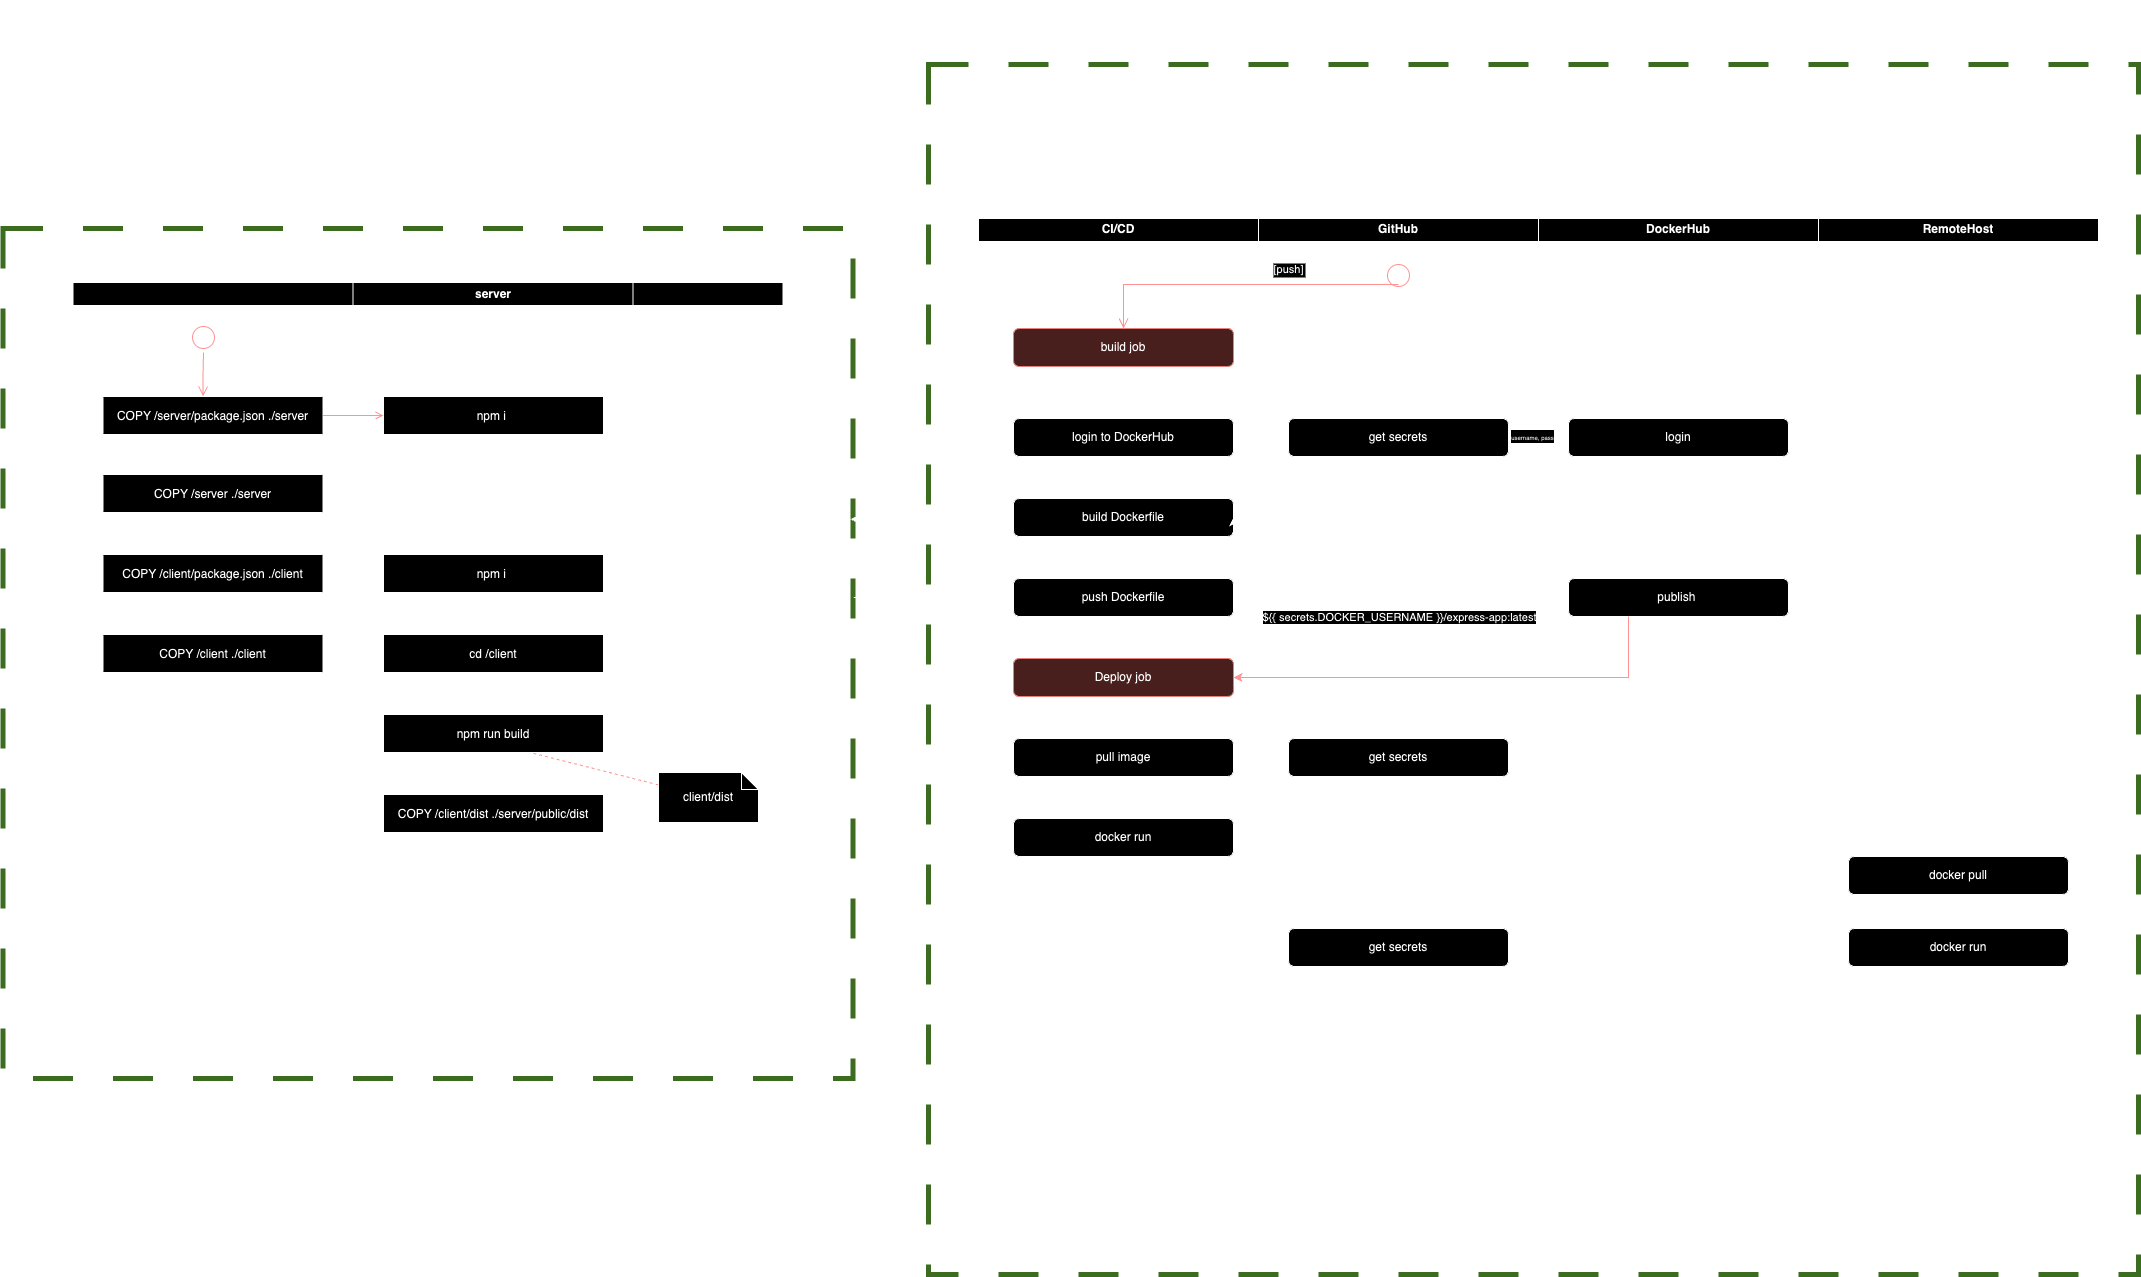 server
COPY /server/package.json ./server
npm i
COPY /server ./server
COPY /client/package.json ./client
npm i
COPY /client ./client
cd /client
npm run build
client/dist
COPY /client/dist ./server/public/dist
CI/CD
GitHub
DockerHub
RemoteHost
[push]
build job
login to DockerHub
get secrets
username, pass
login
build Dockerfile
push Dockerfile
publish
${{ secrets.DOCKER_USERNAME }}/express-app:latest
Deploy job
pull image
get secrets
docker run
docker pull
get secrets
docker run